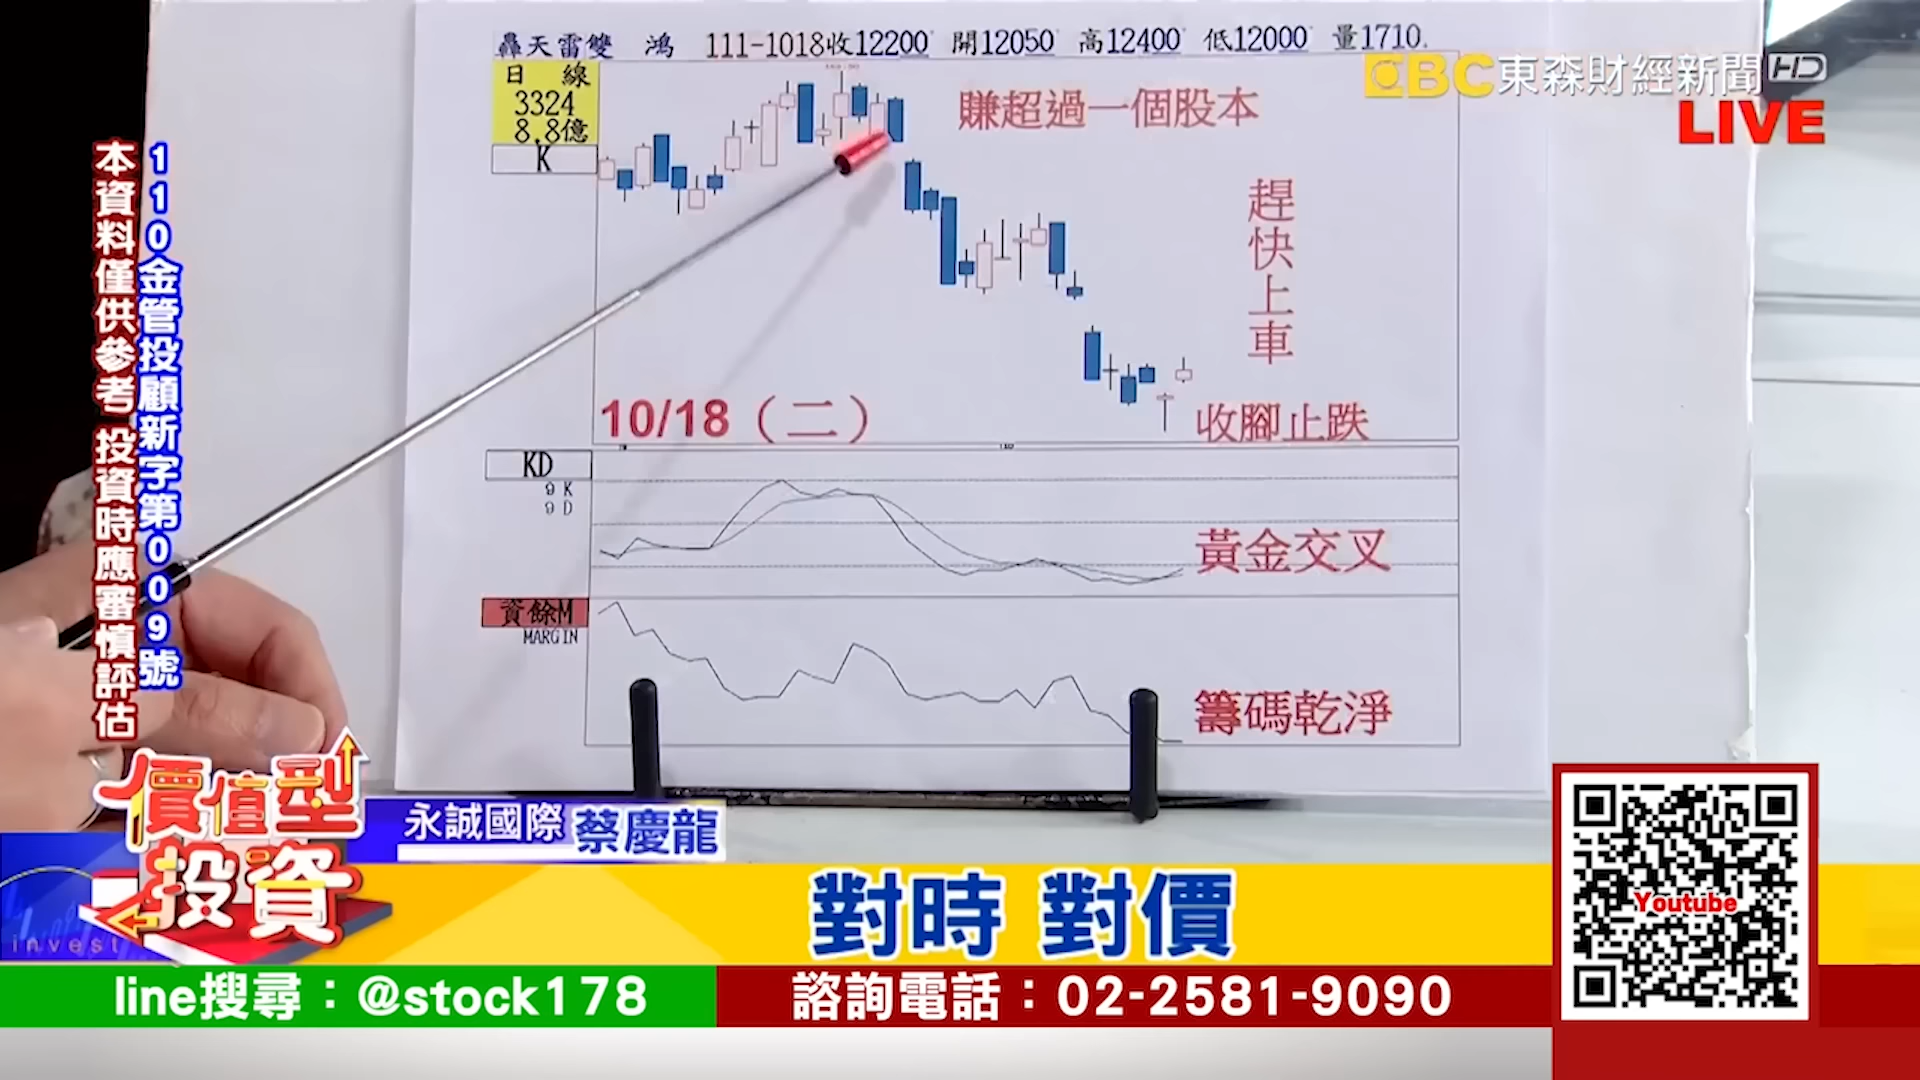 轟天雷雙 鴻 111-1018收12200 開12050 高12400 低12000 量1710.
日 線
3324
8.8億
K
賺超過一個股本
趕快上車
10/18（二）
收腳止跌
KD
9 K
9 D
黃金交叉
資餘M
MARGIN
籌碼乾淨
EBC東森財經新聞HD
LIVE
110金管投顧新字第009號
本資料僅供參考 投資時應審慎評估
價值型
投資
invest
永誠國際 蔡慶龍
對時 對價
line搜尋：@stock178
諮詢電話：02-2581-9090
Youtube